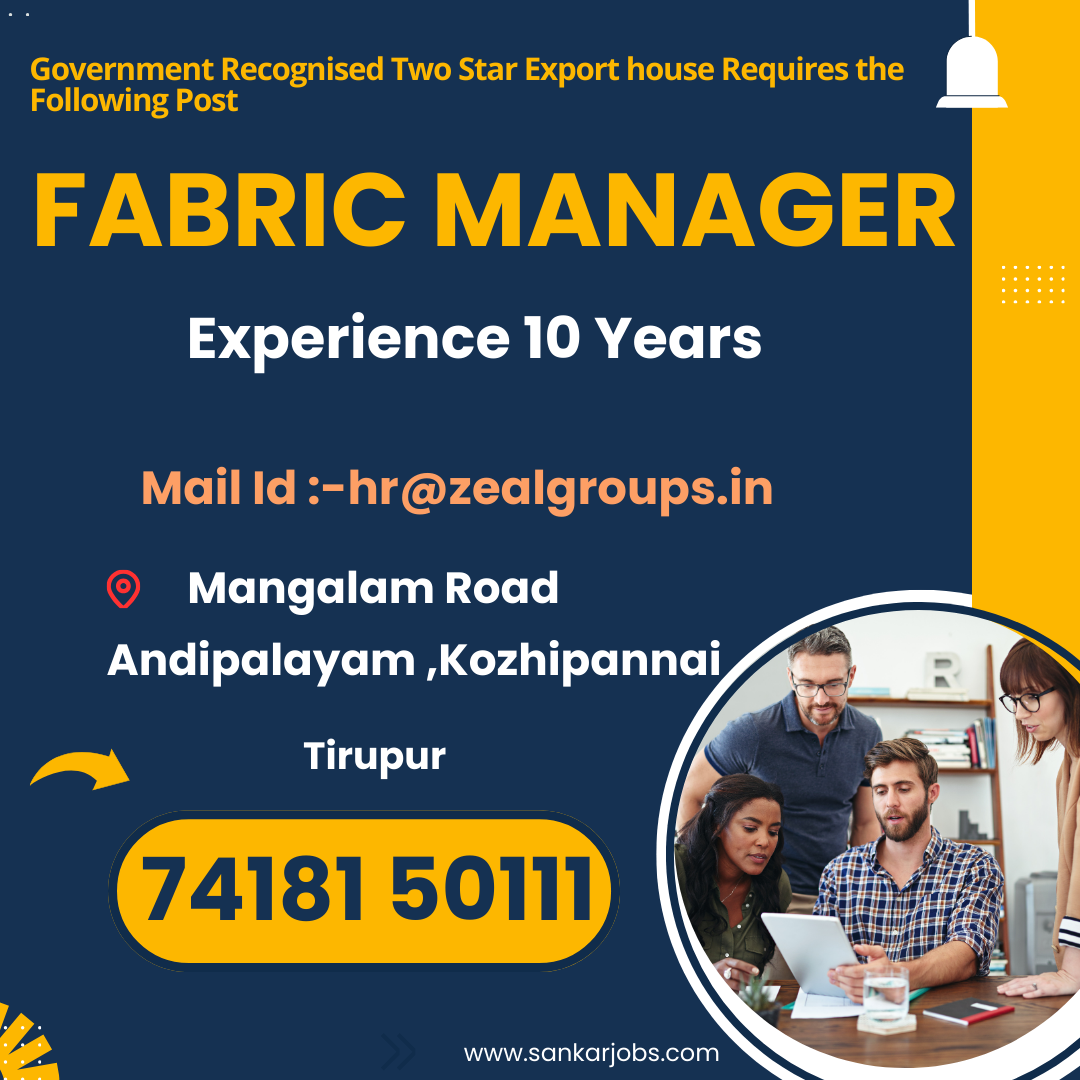 Government Recognised Two Star Export house Requires the
Following Post
FABRIC MANAGER
Experience 10 Years
Mail Id :-hr@zealgroups.in
Mangalam Road
Andipalayam ,Kozhipannai
Tirupur
74181 50111
www.sankarjobs.com
R